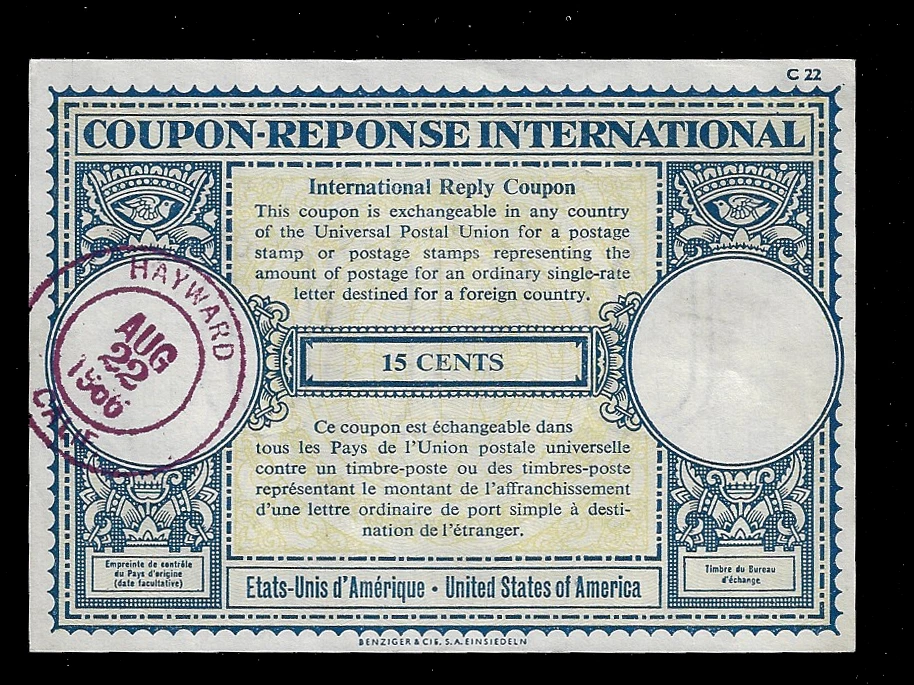 C 22
COUPON-REPONSE INTERNATIONAL
International Reply Coupon
This coupon is exchangeable in any country
of the Universal Postal Union for a postage
stamp or postage stamps representing the
amount of postage for an ordinary single-rate
letter destined for a foreign country.
HAYWARD
AUG
22
CALIF
15 CENTS
Ce coupon est échangeable dans
tous les Pays de l'Union postale universelle
contre un timbre-poste ou des timbres-poste
représentant le montant de l'affranchissement
d'une lettre ordinaire de port simple à desti-
nation de l'étranger.
Empreinte de contrôle
du Pays d'origine
(date facultative)
Timbre du Bureau
d'échange
Etats-Unis d'Amérique • United States of America
BENZIGER & CIE. S.A. EINSIEDELN